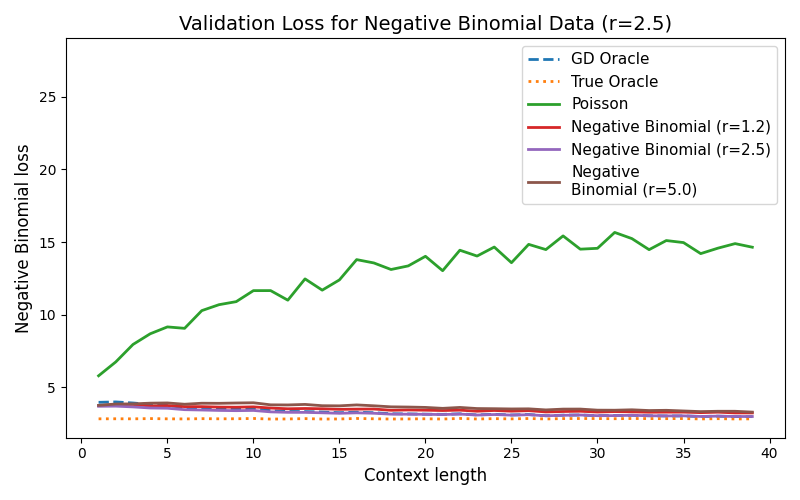 Validation Loss for Negative Binomial Data (r=2.5)
GD Oracle
True Oracle
Poisson
Negative Binomial (r=1.2)
Negative Binomial (r=2.5)
Negative
Binomial (r=5.0)
Negative Binomial loss
25
20
15
10
5
0 5 10 15 20 25 30 35 40
Context length